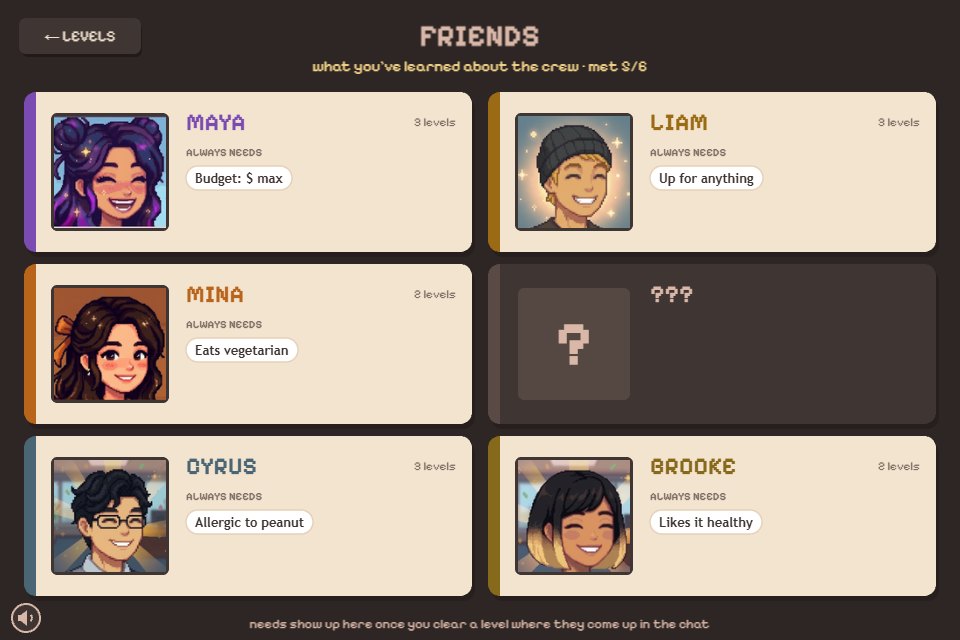 ← LEVELS
FRIENDS
what you've learned about the crew · met 5/6
MAYA
3 levels
ALWAYS NEEDS
Budget: $ max
LIAM
3 levels
ALWAYS NEEDS
Up for anything
MINA
2 levels
ALWAYS NEEDS
Eats vegetarian
???
?
CYRUS
3 levels
ALWAYS NEEDS
Allergic to peanut
BROOKE
2 levels
ALWAYS NEEDS
Likes it healthy
needs show up here once you clear a level where they come up in the chat